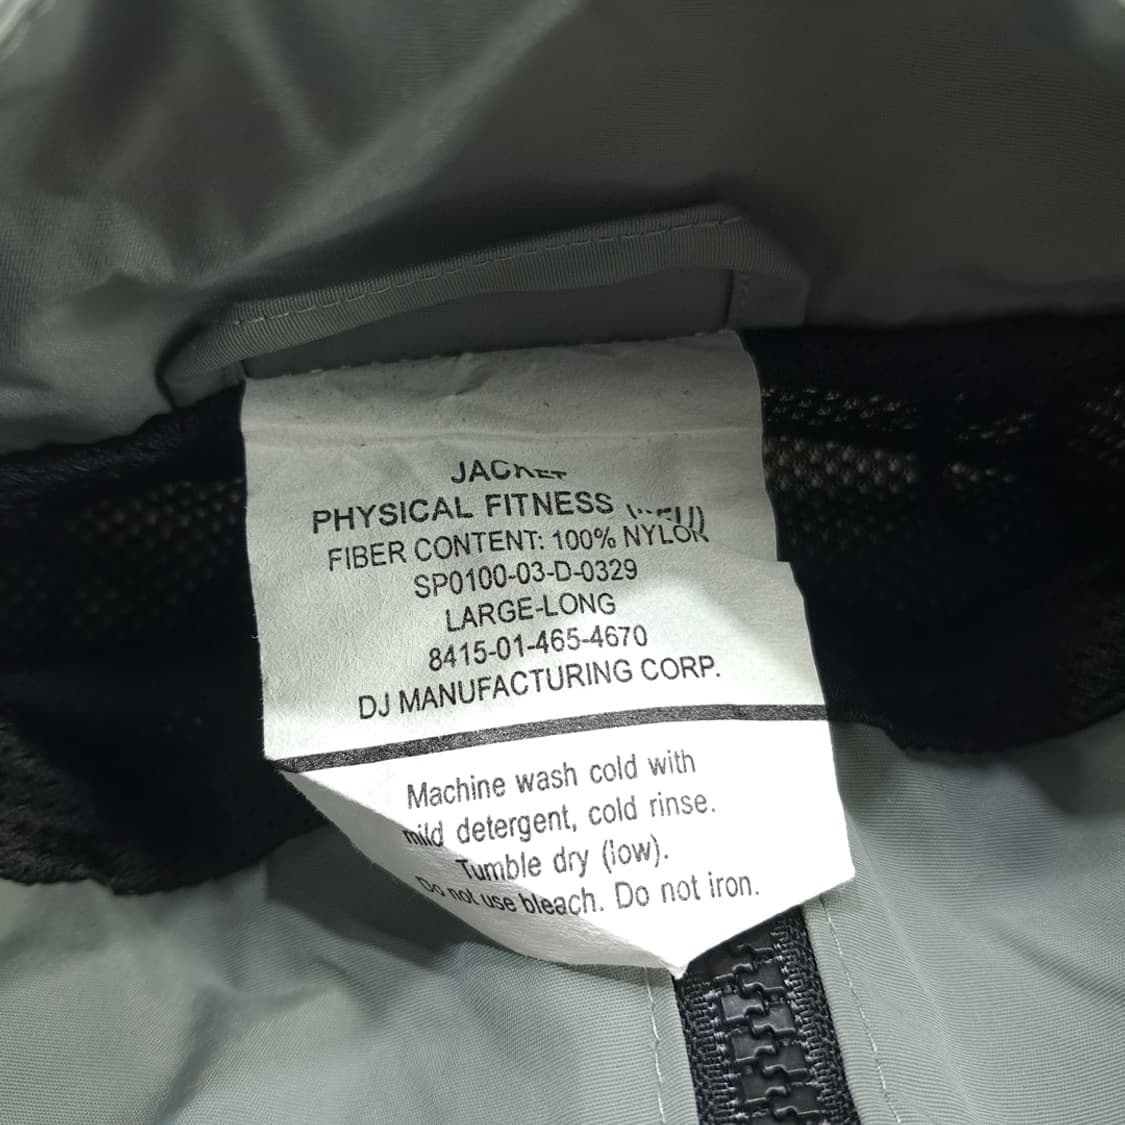 JACKET
PHYSICAL FITNESS
FIBER CONTENT: 100% NYLON
SP0100-03-D-0329
LARGE-LONG
8415-01-465-4670
DJ MANUFACTURING CORP.
Machine wash cold with
mild detergent, cold rinse.
Tumble dry (low).
Do not use bleach. Do not iron.